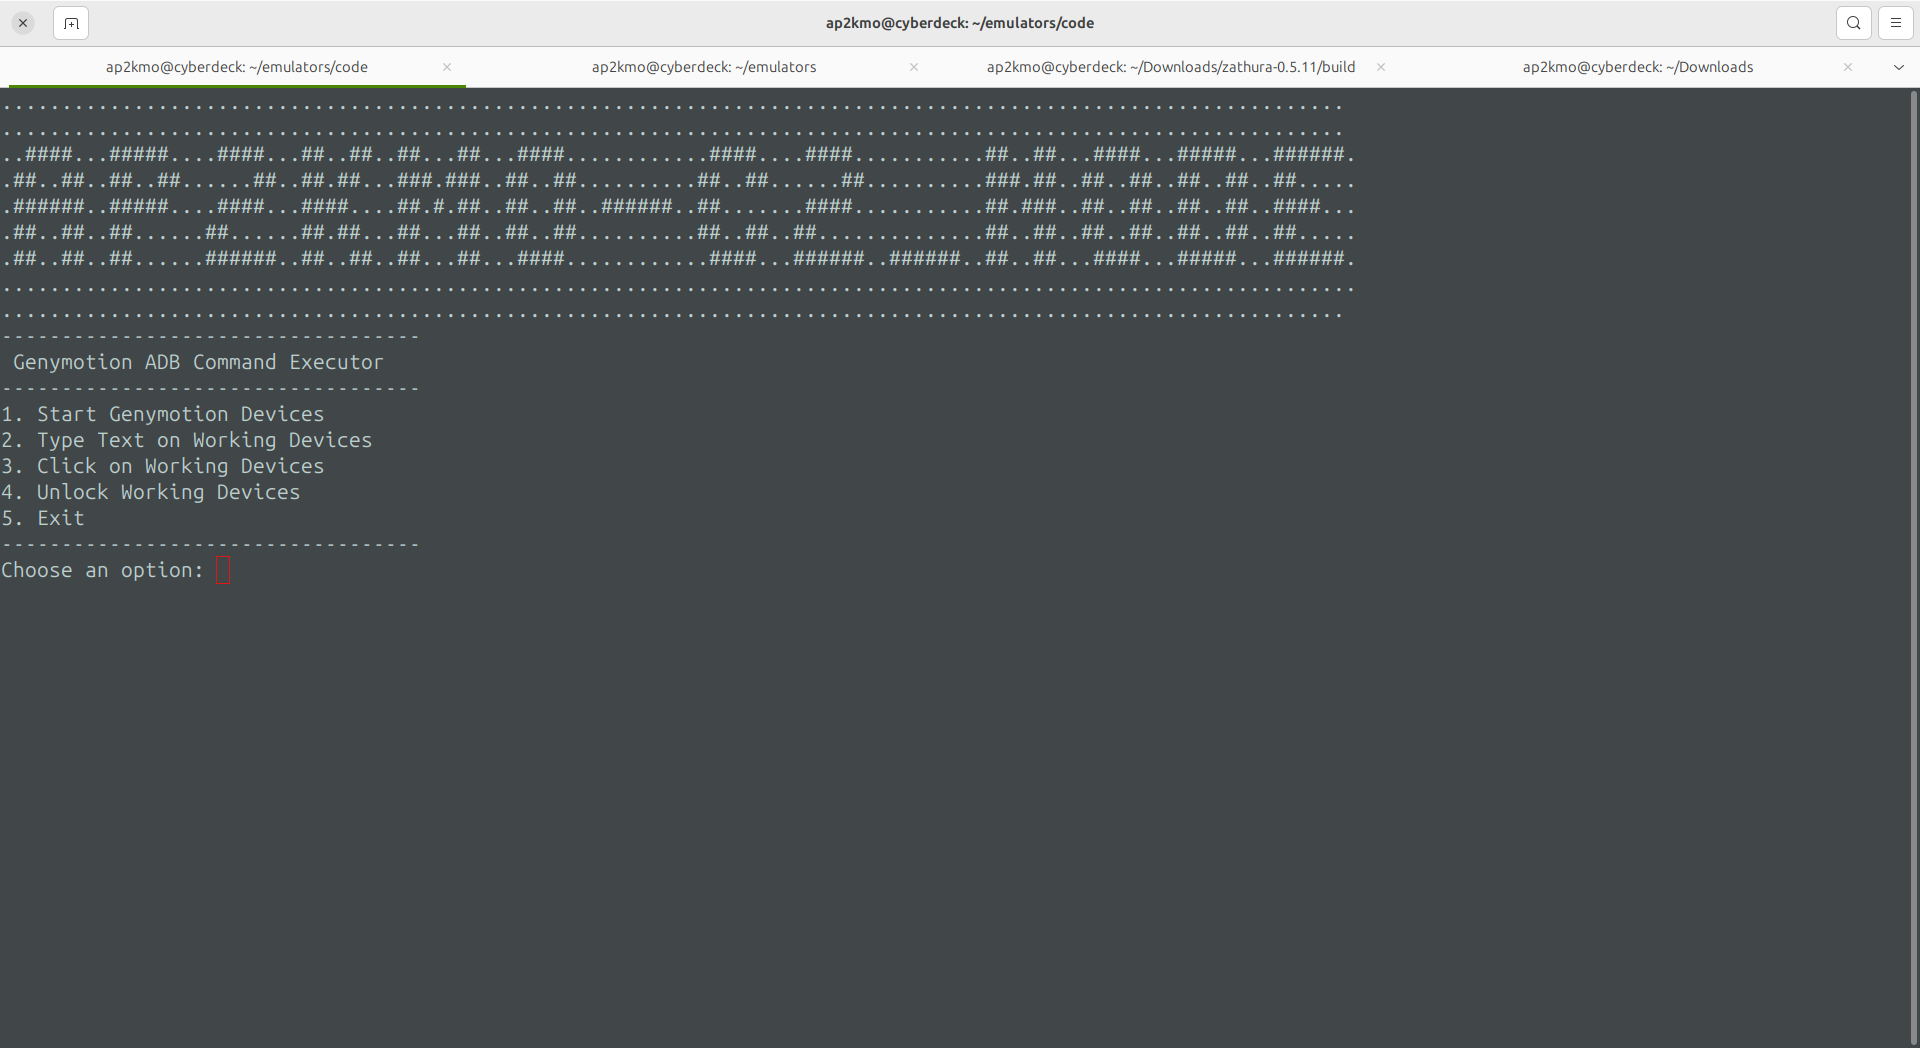 ap2kmo@cyberdeck: ~/emulators/code
ap2kmo@cyberdeck: ~/emulators/code
ap2kmo@cyberdeck: ~/emulators
ap2kmo@cyberdeck: ~/Downloads/zathura-0.5.11/build
ap2kmo@cyberdeck: ~/Downloads
................................................................................................................
................................................................................................................
..####...#####....####...##..##..##...##...####............####....####...........##..##...####...#####...######.
.##..##..##..##......##..##.##...###.###..##..##..........##..##......##..........###.##..##..##..##..##..##.....
.######..#####....####...####....##.#.##..##..##..######..##.......####...........##.###..##..##..##..##..####...
.##..##..##......##......##.##...##...##..##..##..........##..##..##..............##..##..##..##..##..##..##.....
.##..##..##......######..##..##..##...##...####............####...######..######..##..##...####...#####...######.
.................................................................................................................
................................................................................................................
-----------------------------------
Genymotion ADB Command Executor
-----------------------------------
1. Start Genymotion Devices
2. Type Text on Working Devices
3. Click on Working Devices
4. Unlock Working Devices
5. Exit
-----------------------------------
Choose an option: